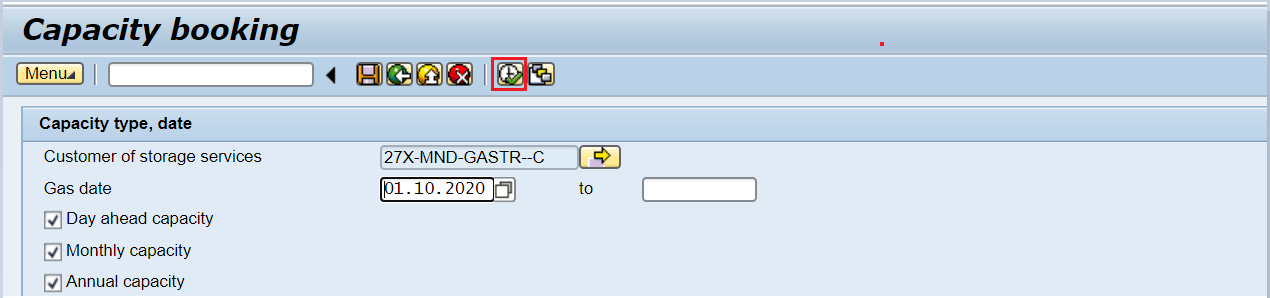 Capacity booking
Menu
Capacity type, date
Customer of storage services 27X-MND-GASTR--C
Gas date 01.10.2020 to
Day ahead capacity
Monthly capacity
Annual capacity